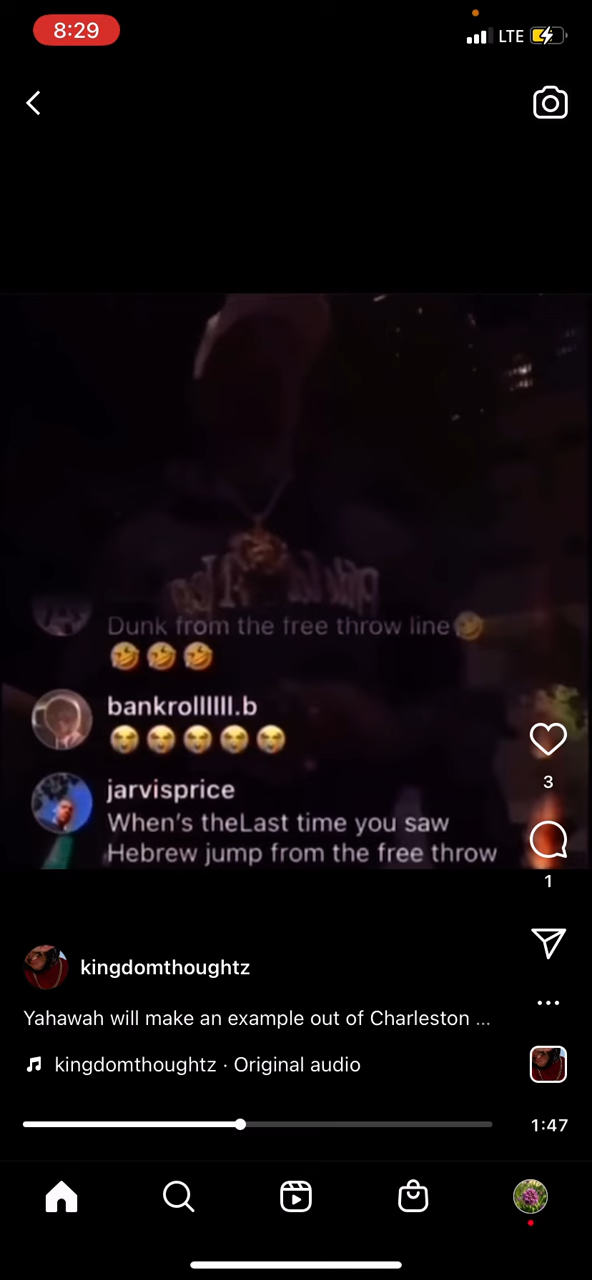 8:29
LTE
Dunk from the free throw line🤣
🤣🤣🤣
bankrollllll.b
😭😭😭😭😭
jarvisprice
When's theLast time you saw
Hebrew jump from the free throw
3
1
kingdomthoughtz
Yahawah will make an example out of Charleston ...
kingdomthoughtz · Original audio
1:47